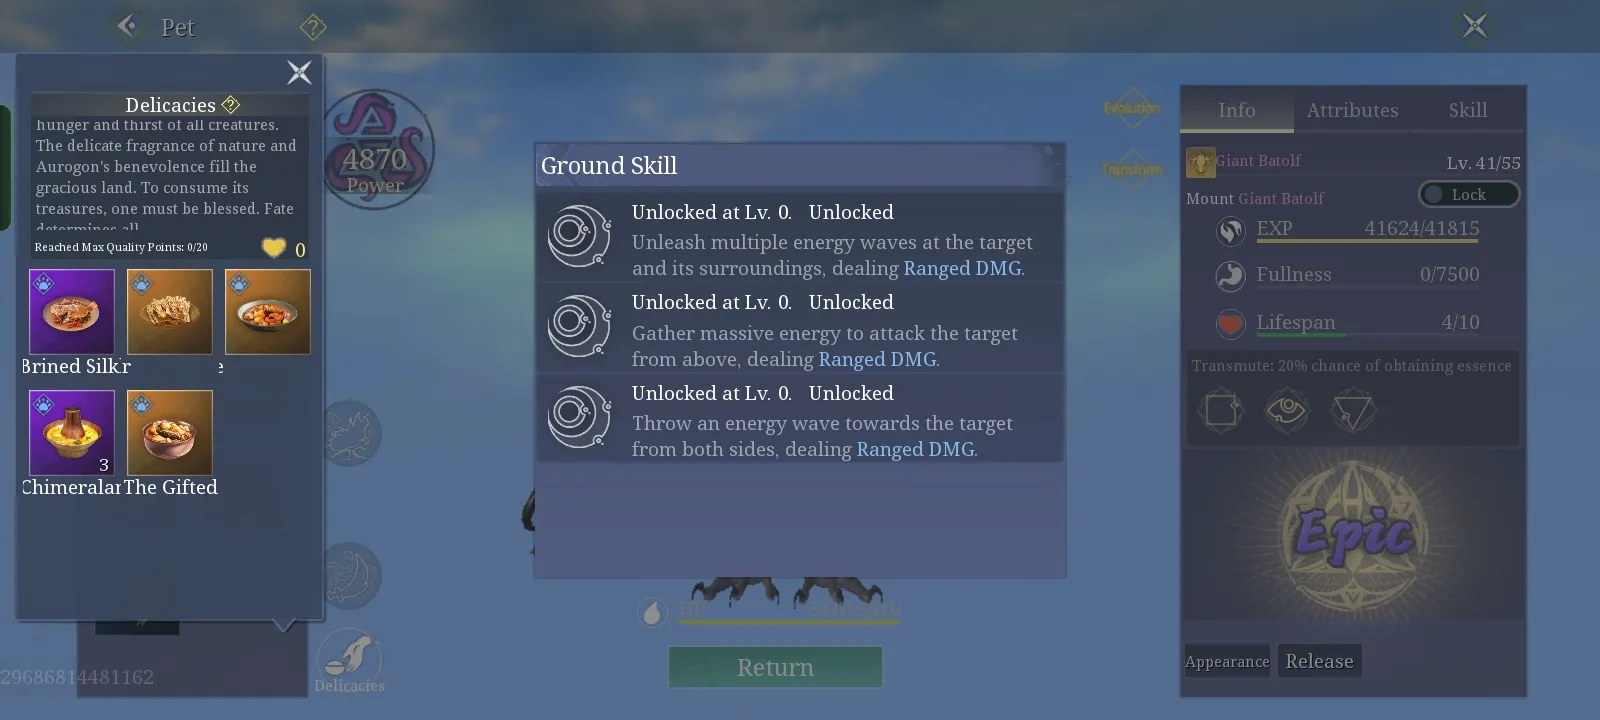 Pet
?
Delicacies ?
hunger and thirst of all creatures.
The delicate fragrance of nature and
Aurogon's benevolence fill the
gracious land. To consume its
treasures, one must be blessed. Fate
determines all
Reached Max Quality Points: 0/20
0
Brined Silk
3
Chimeralar
The Gifted
4870
Power
Delicacies
29686814481162
Ground Skill
Unlocked at Lv. 0. Unlocked
Unleash multiple energy waves at the target
and its surroundings, dealing Ranged DMG.
Unlocked at Lv. 0. Unlocked
Gather massive energy to attack the target
from above, dealing Ranged DMG.
Unlocked at Lv. 0. Unlocked
Throw an energy wave towards the target
from both sides, dealing Ranged DMG.
HP
Return
Evolution
Transform
Info Attributes Skill
Giant Batolf Lv. 41/55
Mount Giant Batolf Lock
EXP 41624/41815
Fullness 0/7500
Lifespan 4/10
Transmute: 20% chance of obtaining essence
Epic
Appearance Release